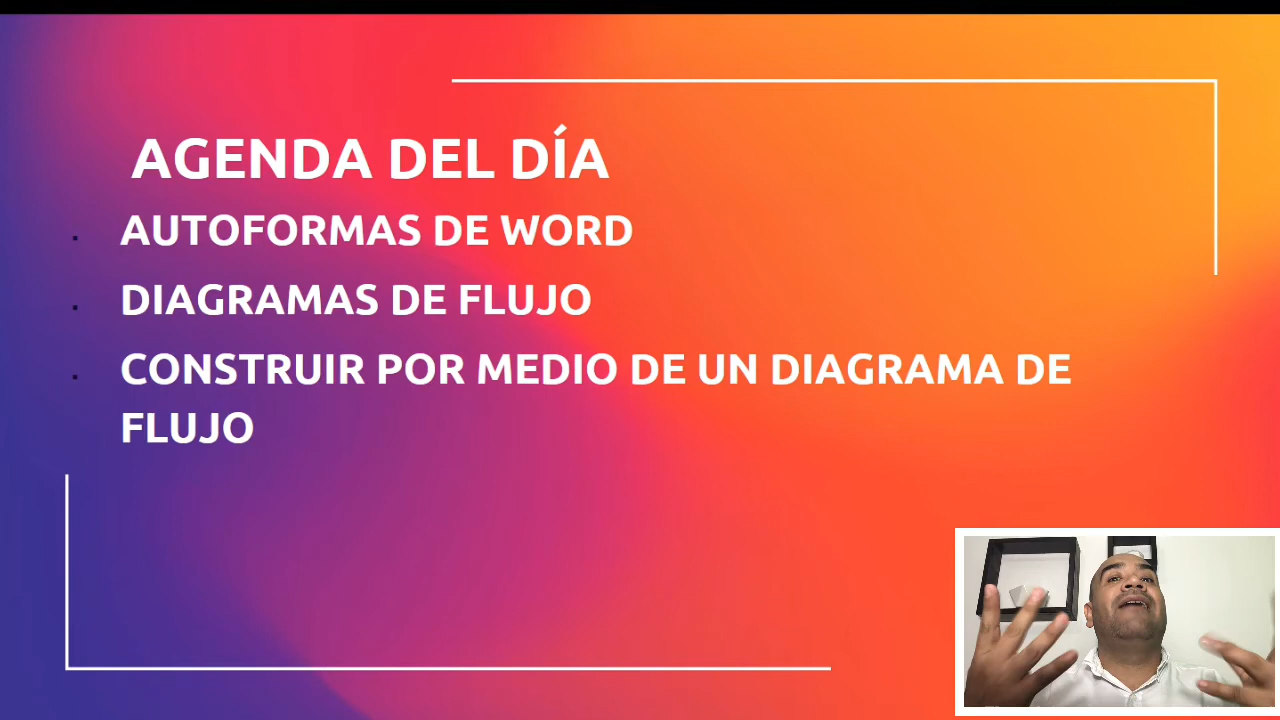 AGENDA DEL DÍA
AUTOFORMAS DE WORD
DIAGRAMAS DE FLUJO
CONSTRUIR POR MEDIO DE UN DIAGRAMA DE
FLUJO